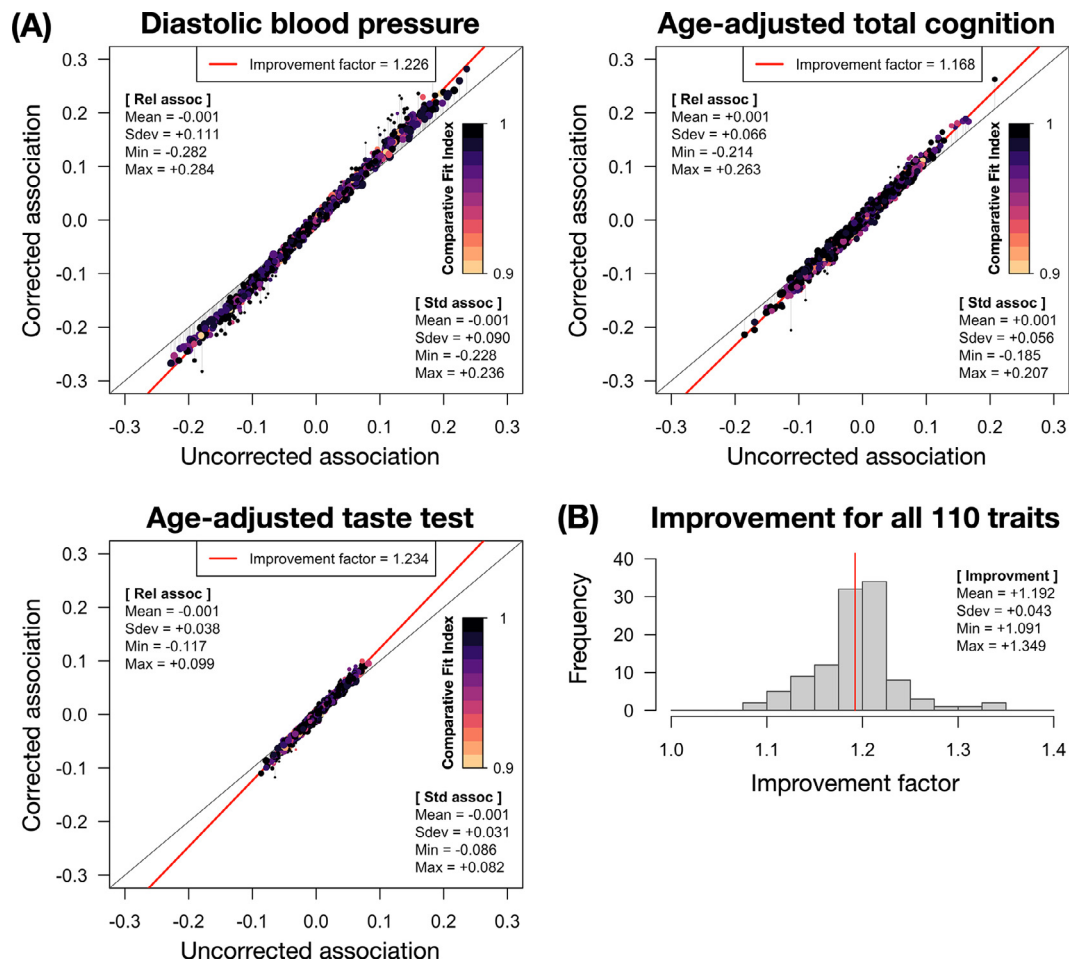 (A)
Diastolic blood pressure
Improvement factor = 1.226
[ Rel assoc ]
Mean = -0.001
Sdev = +0.111
Min = -0.282
Max = +0.284
1
Comparative Fit Index
0.9
[ Std assoc ]
Mean = -0.001
Sdev = +0.090
Min = -0.228
Max = +0.236
0.3
0.2
0.1
0.0
-0.1
-0.2
-0.3
Corrected association
-0.3 -0.2 -0.1 0.0 0.1 0.2 0.3
Uncorrected association
Age-adjusted total cognition
Improvement factor = 1.168
[ Rel assoc ]
Mean = +0.001
Sdev = +0.066
Min = -0.214
Max = +0.263
1
Comparative Fit Index
0.9
[ Std assoc ]
Mean = +0.001
Sdev = +0.056
Min = -0.185
Max = +0.207
0.3
0.2
0.1
0.0
-0.1
-0.2
-0.3
Corrected association
-0.3 -0.2 -0.1 0.0 0.1 0.2 0.3
Uncorrected association
Age-adjusted taste test
Improvement factor = 1.234
[ Rel assoc ]
Mean = -0.001
Sdev = +0.038
Min = -0.117
Max = +0.099
1
Comparative Fit Index
0.9
[ Std assoc ]
Mean = -0.001
Sdev = +0.031
Min = -0.086
Max = +0.082
0.3
0.2
0.1
0.0
-0.1
-0.2
-0.3
Corrected association
-0.3 -0.2 -0.1 0.0 0.1 0.2 0.3
Uncorrected association
(B)
Improvement for all 110 traits
[ Improvment ]
Mean = +1.192
Sdev = +0.043
Min = +1.091
Max = +1.349
40
30
20
10
0
Frequency
1.0 1.1 1.2 1.3 1.4
Improvement factor